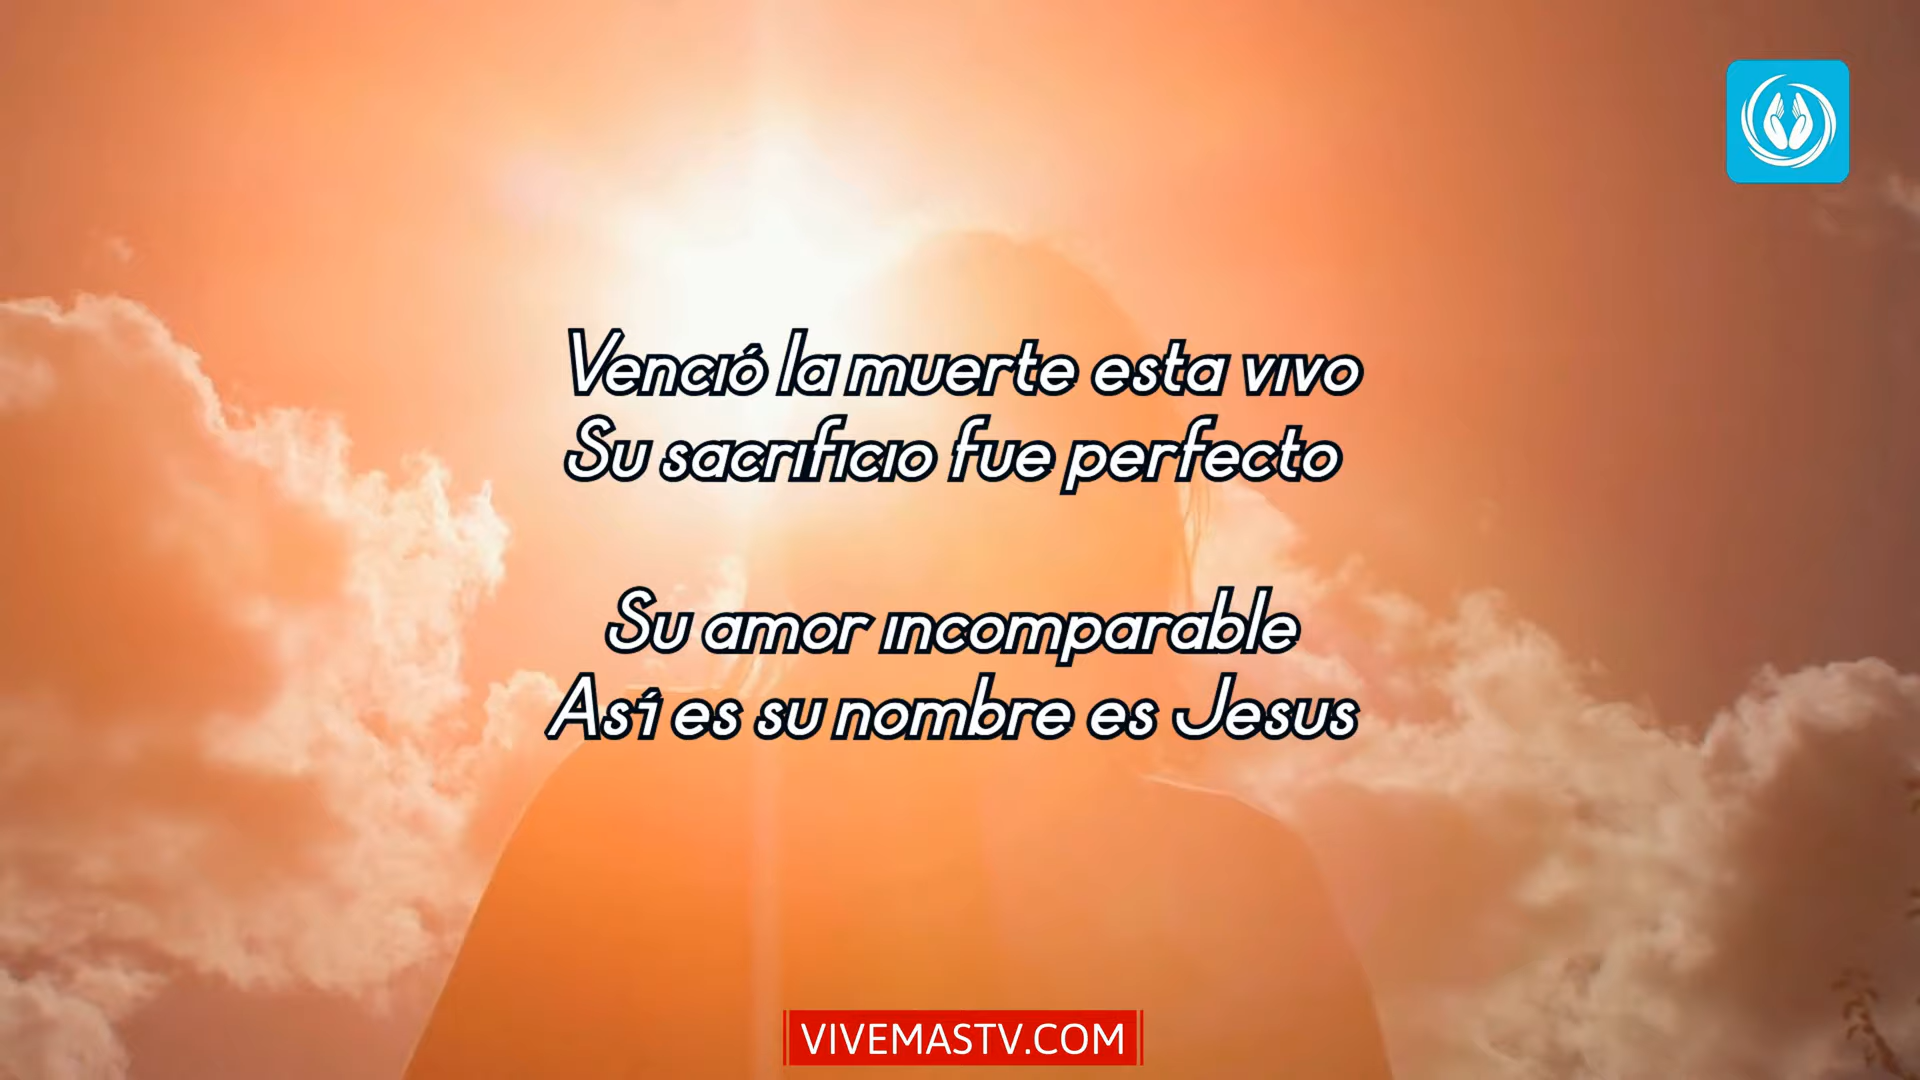 Venció la muerte esta vivo
Su sacrificio fue perfecto
Su amor incomparable
Así es su nombre es Jesus
VIVEMASTV.COM